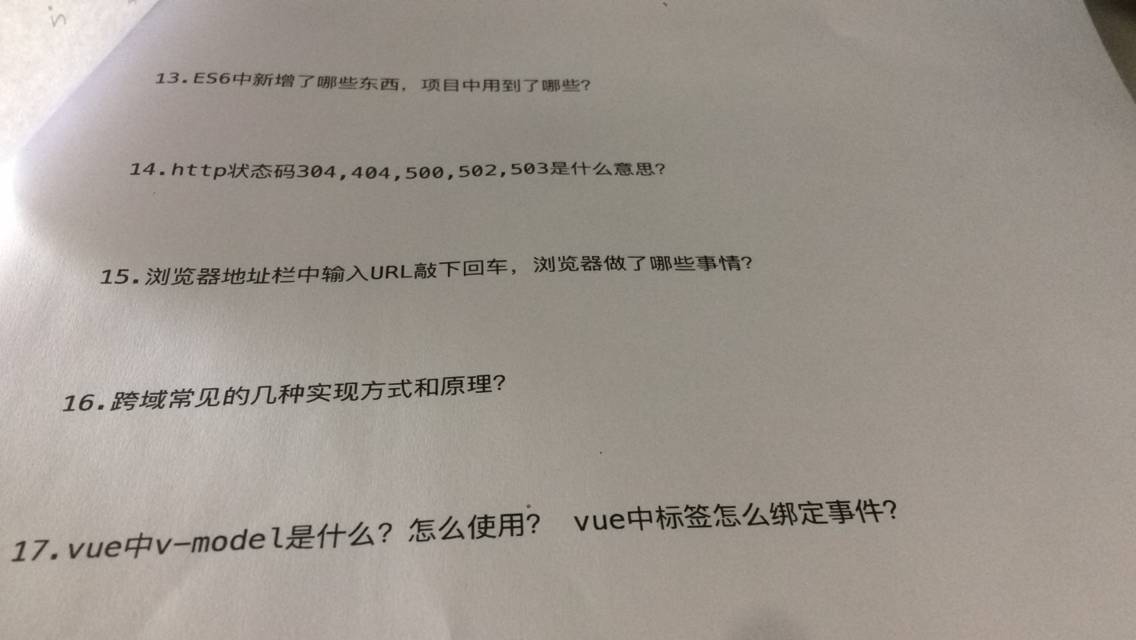 13.ES6中新增了哪些东西，项目中用到了哪些?
14.http状态码304,404,500,502,503是什么意思?
15.浏览器地址栏中输入URL敲下回车，浏览器做了哪些事情?
16.跨域常见的几种实现方式和原理?
17.vue中v-model是什么? 怎么使用? vue中标签怎么绑定事件?